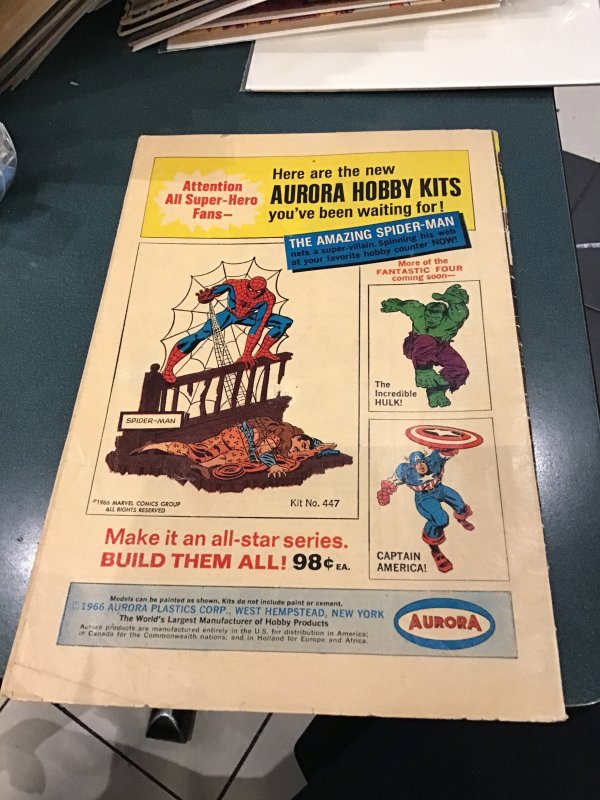 Attention
All Super-Hero
Fans—
Here are the new
AURORA HOBBY KITS
you've been waiting for!
THE AMAZING SPIDER-MAN
nets a super-villain. Spinning his web
at your favorite hobby counter NOW!
More of the
FANTASTIC FOUR
coming soon—
SPIDER-MAN
©1966 MARVEL COMICS GROUP
ALL RIGHTS RESERVED
Kit No. 447
The
Incredible
HULK!
CAPTAIN
AMERICA!
Make it an all-star series.
BUILD THEM ALL! 98¢ EA.
Models can be painted as shown. Kits do not include paint or cement.
© 1966 AURORA PLASTICS CORP., WEST HEMPSTEAD, NEW YORK
The World's Largest Manufacturer of Hobby Products
Aurora products are manufactured entirely in the U.S. for distribution in America;
in Canada for the Commonwealth nations; and in Holland for Europe and Africa.
AURORA